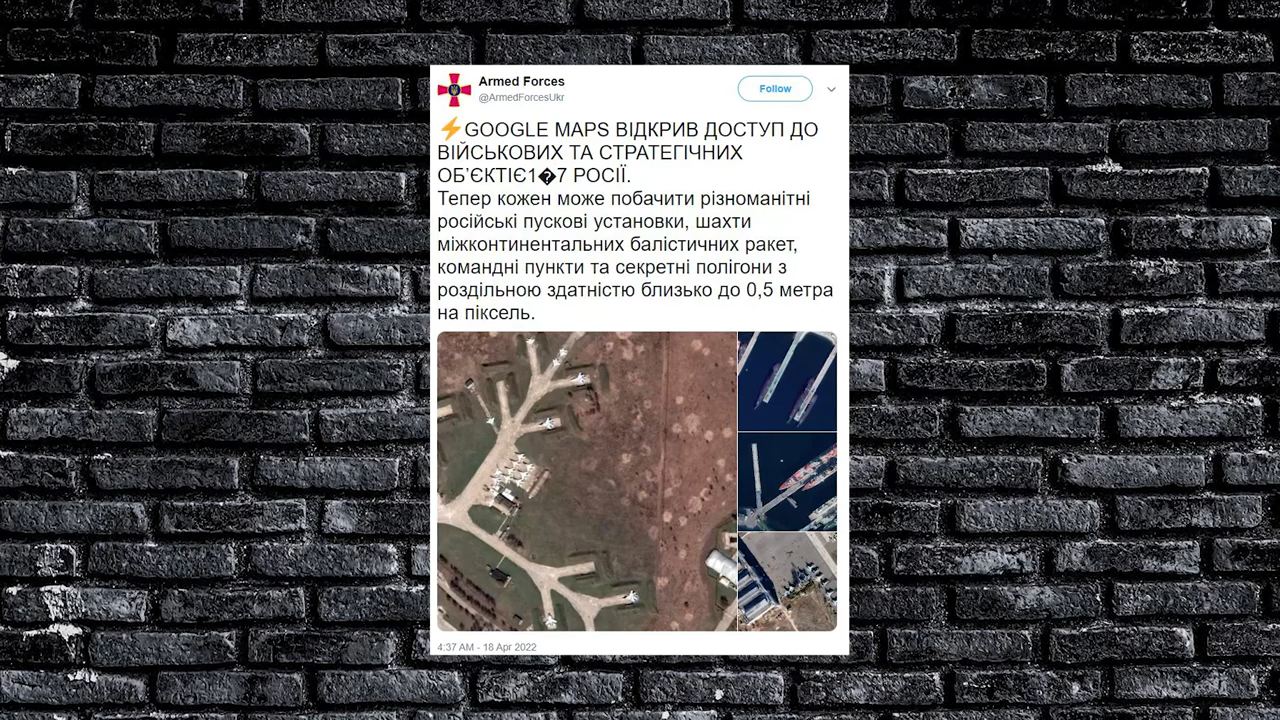 Armed Forces
@ArmedForcesUkr
Follow
⚡GOOGLE MAPS ВІДКРИВ ДОСТУП ДО
ВІЙСЬКОВИХ ТА СТРАТЕГІЧНИХ
ОБ’ЄКТІЄ1�7 РОСІЇ.
Тепер кожен може побачити різноманітні
російські пускові установки, шахти
міжконтинентальних балістичних ракет,
командні пункти та секретні полігони з
роздільною здатністю близько до 0,5 метра
на піксель.
4:37 AM - 18 Apr 2022